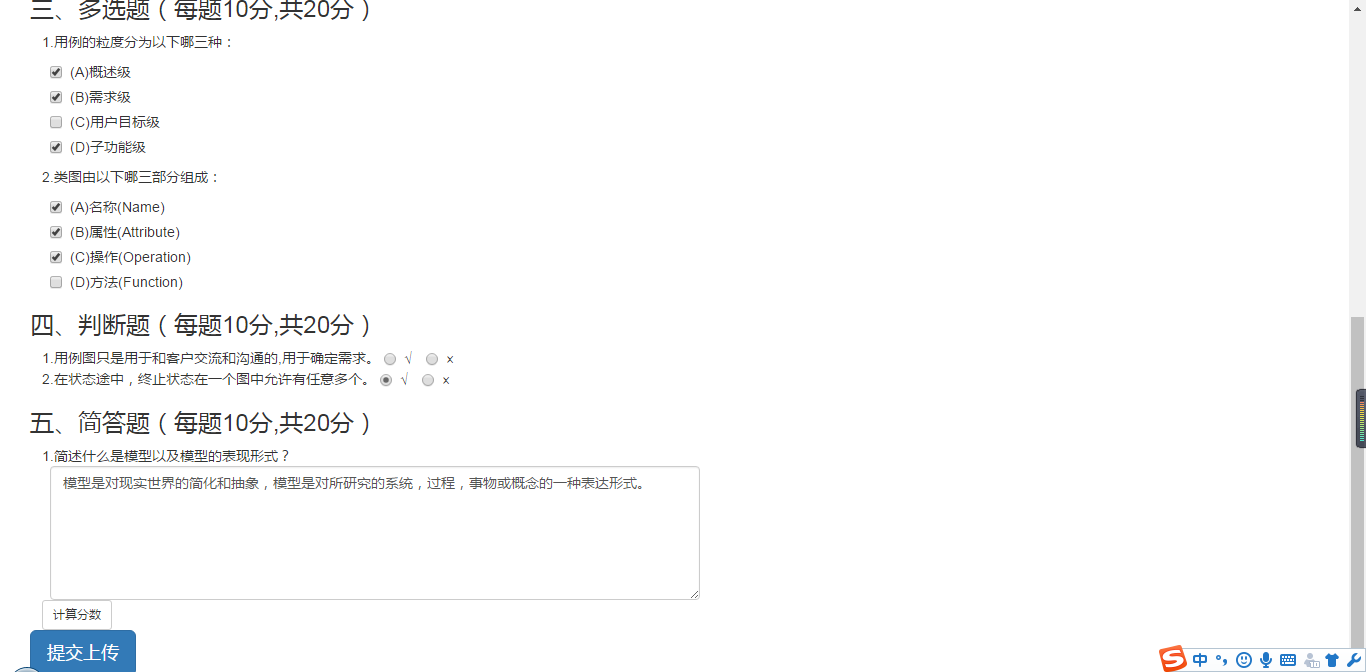 三、多选题（每题10分,共20分）
1.用例的粒度分为以下哪三种：
(A)概述级
(B)需求级
(C)用户目标级
(D)子功能级
2.类图由以下哪三部分组成：
(A)名称(Name)
(B)属性(Attribute)
(C)操作(Operation)
(D)方法(Function)
四、判断题（每题10分,共20分）
1.用例图只是用于和客户交流和沟通的,用于确定需求。 √ x
2.在状态途中，终止状态在一个图中允许有任意多个。 √ x
五、简答题（每题10分,共20分）
1.简述什么是模型以及模型的表现形式？
模型是对现实世界的简化和抽象，模型是对所研究的系统，过程，事物或概念的一种表达形式。
计算分数
提交上传
S 中